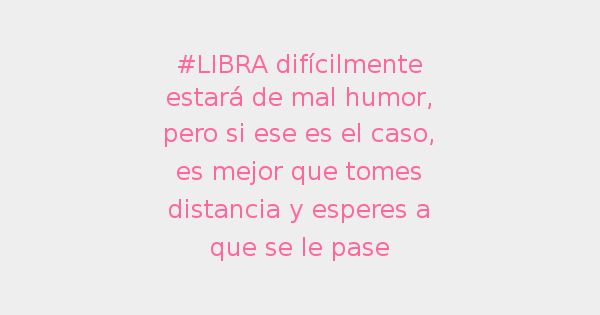 #LIBRA difícilmente
estará de mal humor,
pero si ese es el caso,
es mejor que tomes
distancia y esperes a
que se le pase